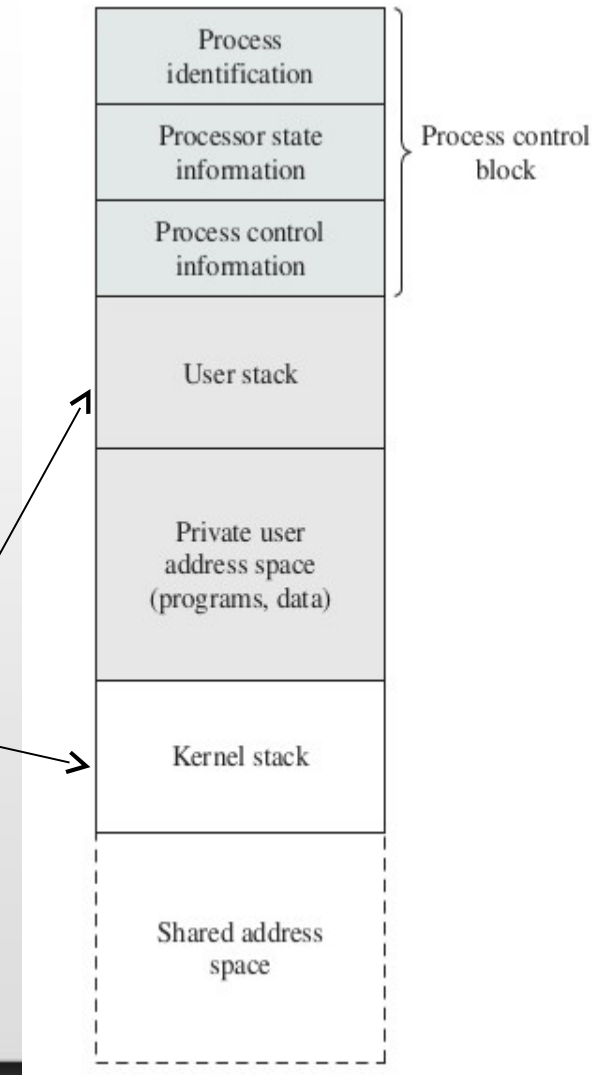 Process
identification
Processor state
information
Process control
information
Process control
block
User stack
Private user
address space
(programs, data)
Kernel stack
Shared address
space